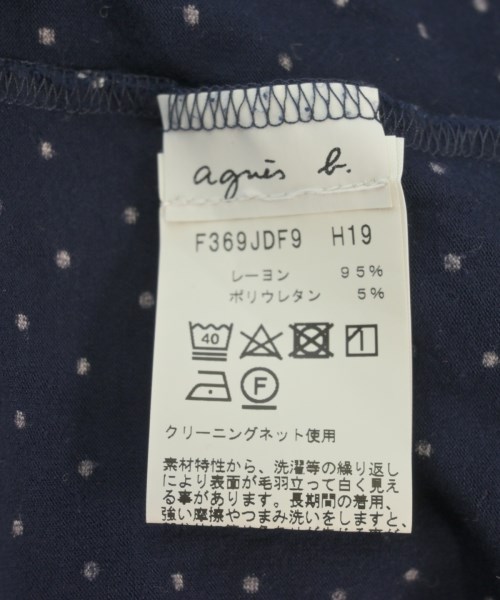 agnès b.
F369JDF9 H19
レーヨン 95%
ポリウレタン 5%
40
F
クリーニングネット使用
素材特性から、洗濯等の繰り返し
により表面が毛羽立って白く見え
る事があります。長期間の着用、
強い摩擦やつまみ洗いをしますと、